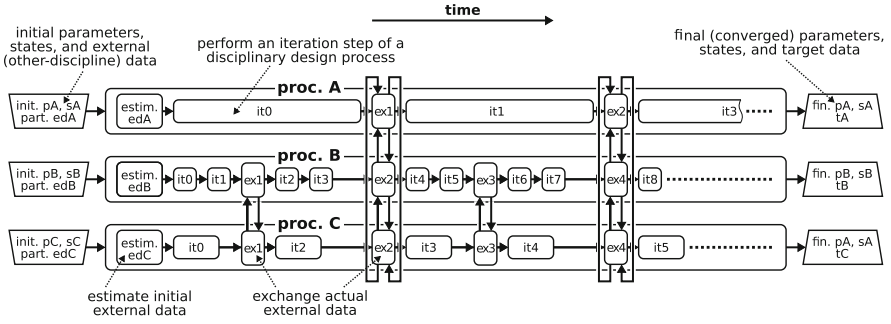 time
initial parameters,
states, and external
(other-discipline) data
perform an iteration step of a
disciplinary design process
final (converged) parameters,
states, and target data
proc. A
init. pA, sA
part. edA
estim.
edA
it0
ex1
it1
ex2
it3
fin. pA, sA
tA
proc. B
init. pB, sB
part. edB
estim.
edB
it0
it1
ex1
it2
it3
ex2
it4
it5
ex3
it6
it7
ex4
it8
fin. pB, sB
tB
proc. C
init. pC, sC
part. edC
estim.
edC
it0
ex1
it2
ex2
it3
ex3
it4
ex4
it5
fin. pA, sA
tC
estimate initial
external data
exchange actual
external data